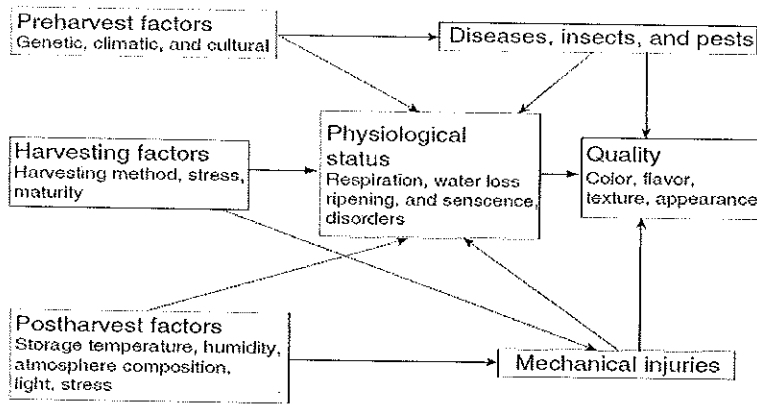 Preharvest factors
Genetic, climatic, and cultural
Diseases, insects, and pests
Physiological
status
Respiration, water loss
ripening, and senscence,
disorders
Harvesting factors
Harvesting method, stress,
maturity
Quality
Color, flavor,
texture, appearance
Postharvest factors
Storage temperature, humidity,
atmosphere composition,
light, stress
Mechanical injuries